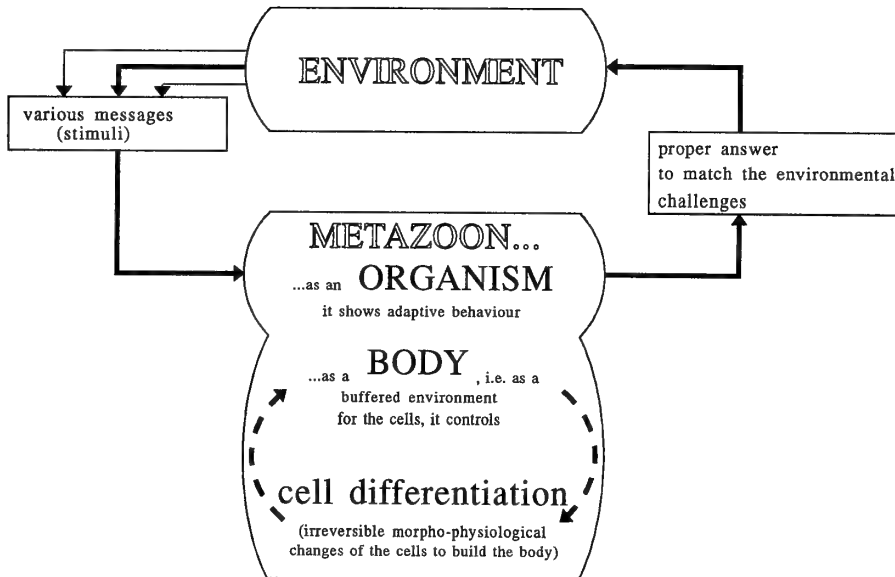 ENVIRONMENT
various messages
(stimuli)
proper answer
to match the environmental
challenges
METAZOON...
...as an ORGANISM
it shows adaptive behaviour
...as a BODY , i.e. as a
buffered environment
for the cells, it controls
cell differentiation
(irreversible morpho-physiological
changes of the cells to build the body)